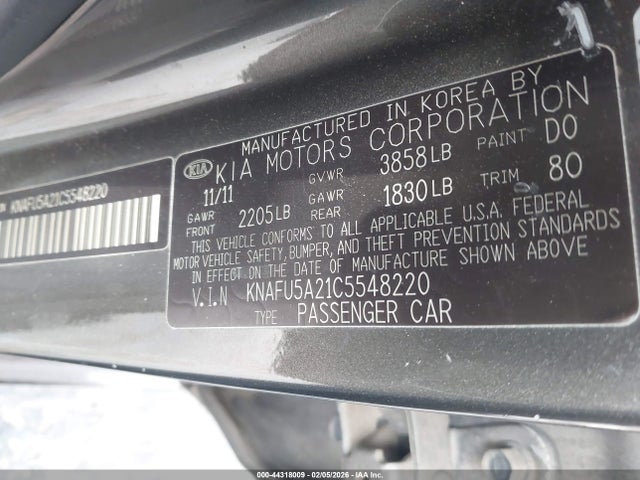 1
MANUFACTURED IN KOREA BY
KIA KIA MOTORS CORPORATION
11/11 GVWR 3858LB PAINT D0
GAWR FRONT 2205LB GAWR REAR 1830LB TRIM 80
THIS VEHICLE CONFORMS TO ALL APPLICABLE U.S.A. FEDERAL
MOTOR VEHICLE SAFETY, BUMPER, AND THEFT PREVENTION STANDARDS
IN EFFECT ON THE DATE OF MANUFACTURE SHOWN ABOVE
V.I.N KNAFU5A21C5548220
TYPE PASSENGER CAR
KNAFU5A21C5548220
000-44318009 - 02/05/2026 - IAA Inc.